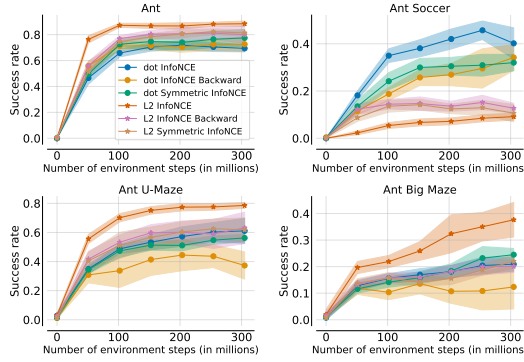 Ant
Success rate
0.8
0.6
0.4
0.2
0.0
dot InfoNCE
dot InfoNCE Backward
dot Symmetric InfoNCE
L2 InfoNCE
L2 InfoNCE Backward
L2 Symmetric InfoNCE
0 100 200 300
Number of environment steps (in millions)
Ant Soccer
Success rate
0.4
0.2
0.0
0 100 200 300
Number of environment steps (in millions)
Ant U-Maze
Success rate
0.8
0.6
0.4
0.2
0.0
0 100 200 300
Number of environment steps (in millions)
Ant Big Maze
Success rate
0.4
0.3
0.2
0.1
0.0
0 100 200 300
Number of environment steps (in millions)